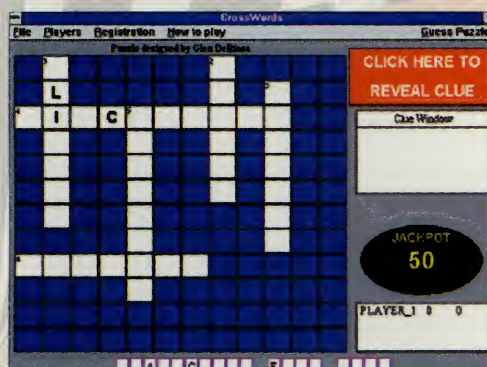 CrossWords
File Players Registration How to play Guess Puzzle
Puzzle designed by Glen
CLICK HERE TO
REVEAL CLUE
L
I C
Clue Window
JACKPOT
50
PLAYER_1 0 0
A G E